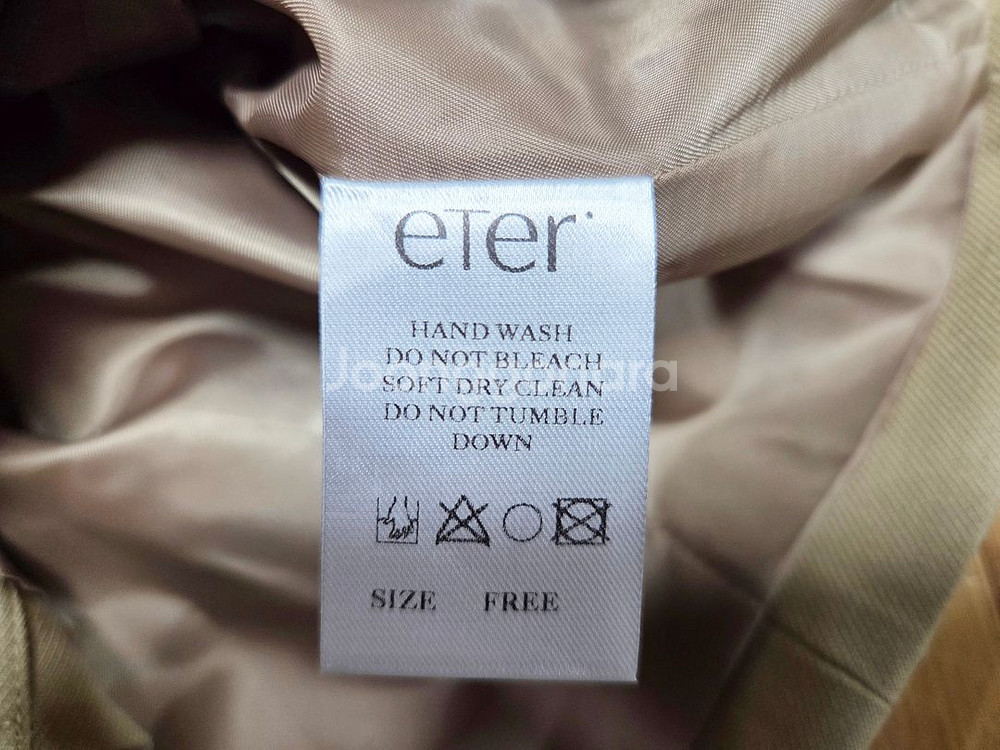 eTer
HAND WASH
DO NOT BLEACH
SOFT DRY CLEAN
DO NOT TUMBLE
DOWN
SIZE FREE